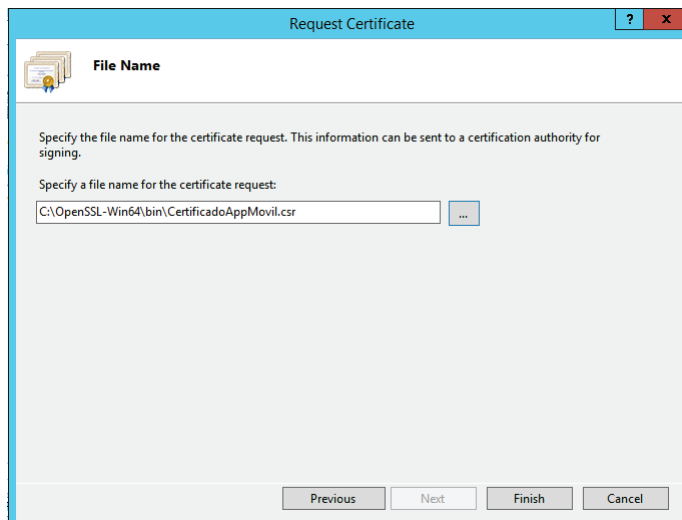 Request Certificate
?
x
File Name
Specify the file name for the certificate request. This information can be sent to a certification authority for
signing.
Specify a file name for the certificate request:
C:\OpenSSL-Win64\bin\CertificadoAppMovil.csr
...
Previous
Next
Finish
Cancel